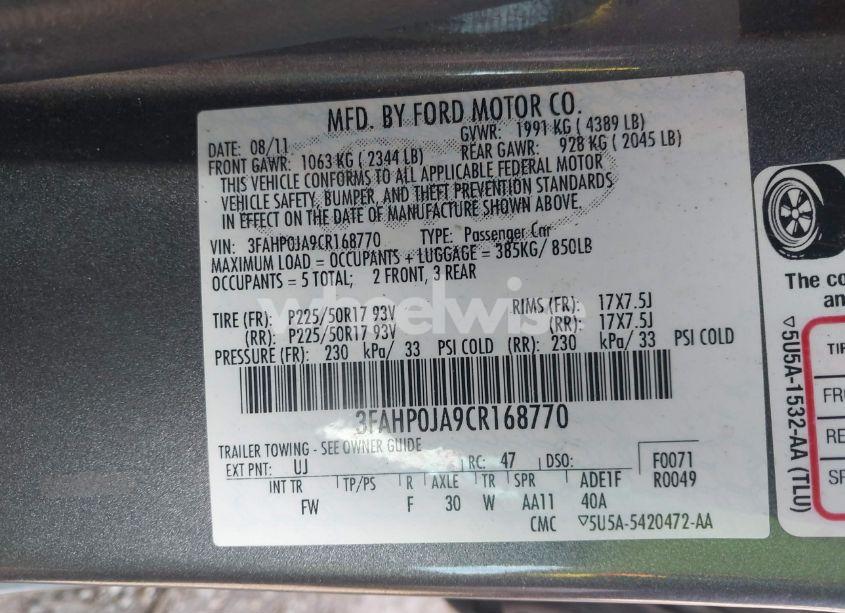 MFD. BY FORD MOTOR CO.
DATE: 08/11
GVWR: 1991 KG ( 4389 LB)
FRONT GAWR: 1063 KG ( 2344 LB)
REAR GAWR: 928 KG ( 2045 LB)
THIS VEHICLE CONFORMS TO ALL APPLICABLE FEDERAL MOTOR
VEHICLE SAFETY, BUMPER, AND THEFT PREVENTION STANDARDS
IN EFFECT ON THE DATE OF MANUFACTURE SHOWN ABOVE.
VIN: 3FAHP0JA9CR168770 TYPE: Passenger Car
MAXIMUM LOAD = OCCUPANTS + LUGGAGE = 385KG/ 850LB
OCCUPANTS = 5 TOTAL; 2 FRONT, 3 REAR
wheelwise
TIRE (FR): P225/50R17 93V RIMS (FR): 17X7.5J
(RR): P225/50R17 93V (RR): 17X7.5J
PRESSURE (FR): 230 kPa/ 33 PSI COLD (RR): 230 kPa/ 33 PSI COLD
3FAHP0JA9CR168770
TRAILER TOWING - SEE OWNER GUIDE
EXT PNT: UJ RC: 47 DSO: F0071
R0049
INT TR TP/PS R AXLE TR SPR ADE1F
FW F 30 W AA11 40A
CMC ▽5U5A-5420472-AA
The co
an
TIR
FRO
RE
SP
▽5U5A-1532-AA (TLU)